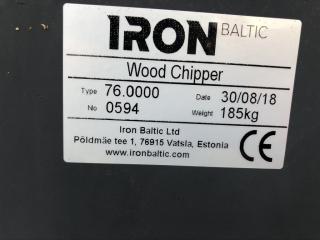 IRON BALTIC
Wood Chipper
Type 76.0000 Date 30/08/18
No 0594 Weight 185kg
Iron Baltic Ltd
Põldmäe tee 1, 76915 Vatsla, Estonia
www.ironbaltic.com CE